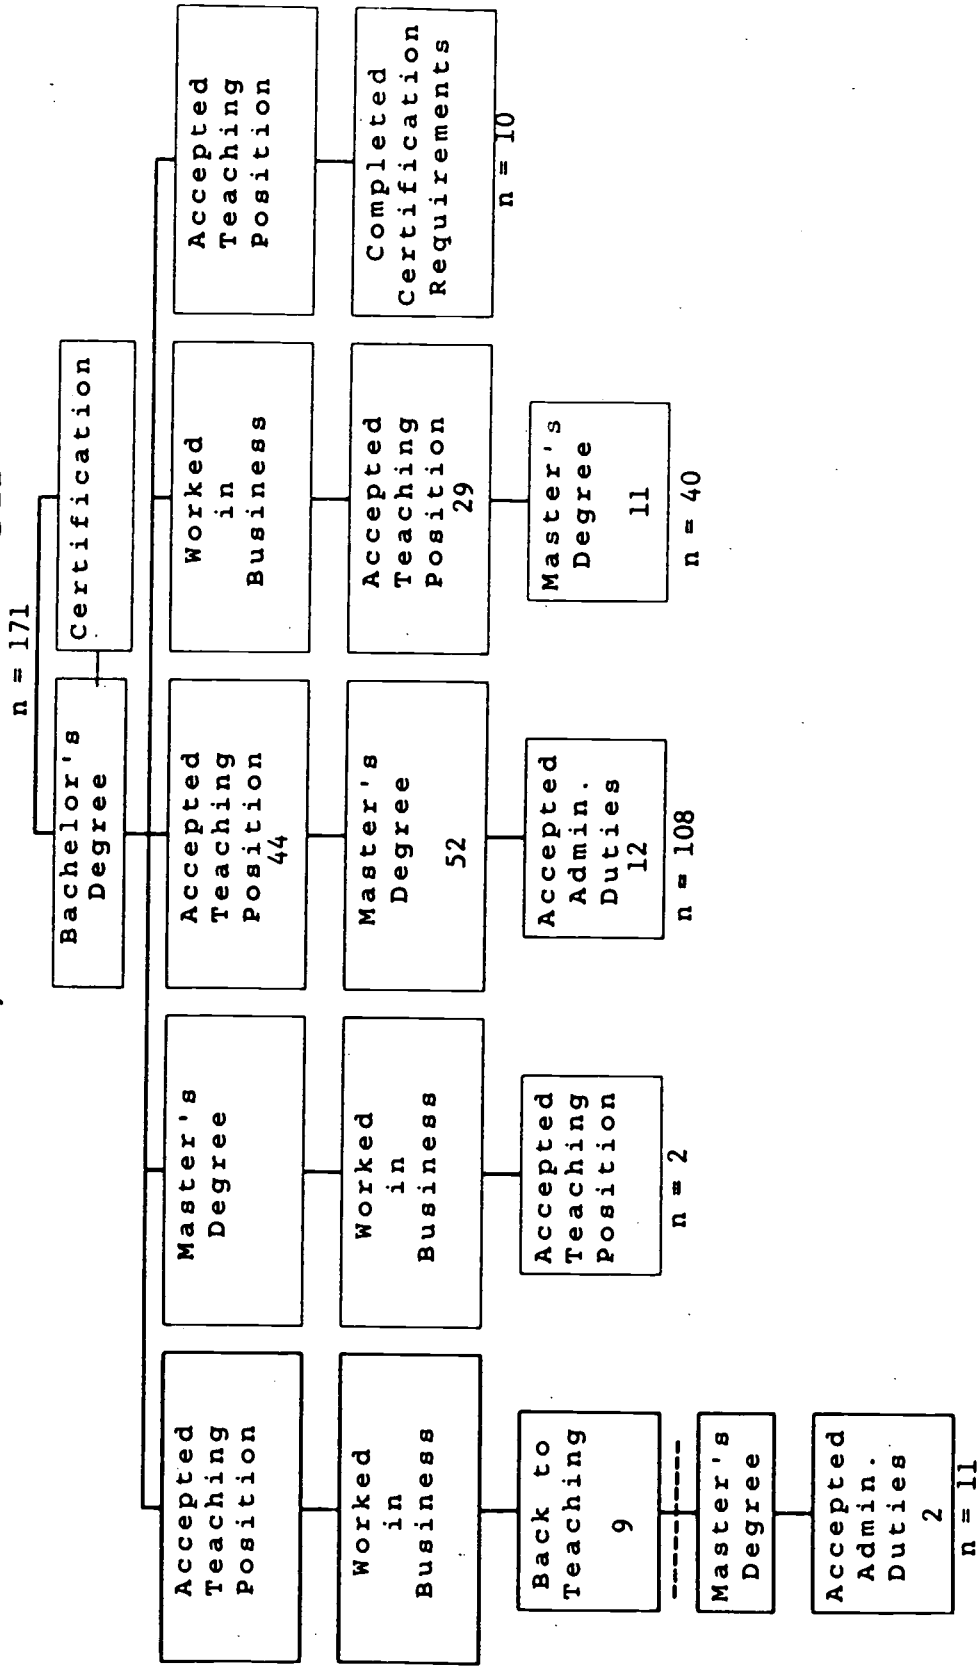 n = 171
Bachelor's
Degree
Certification
Accepted
Teaching
Position
Worked
in
Business
Back to
Teaching
9
Master's
Degree
Accepted
Admin.
Duties
2
n = 11
Master's
Degree
Worked
in
Business
Accepted
Teaching
Position
n = 2
Accepted
Teaching
Position
44
Master's
Degree
52
Accepted
Admin.
Duties
12
n = 108
Worked
in
Business
Accepted
Teaching
Position
29
Master's
Degree
11
n = 40
Accepted
Teaching
Position
Completed
Certification
Requirements
n = 10